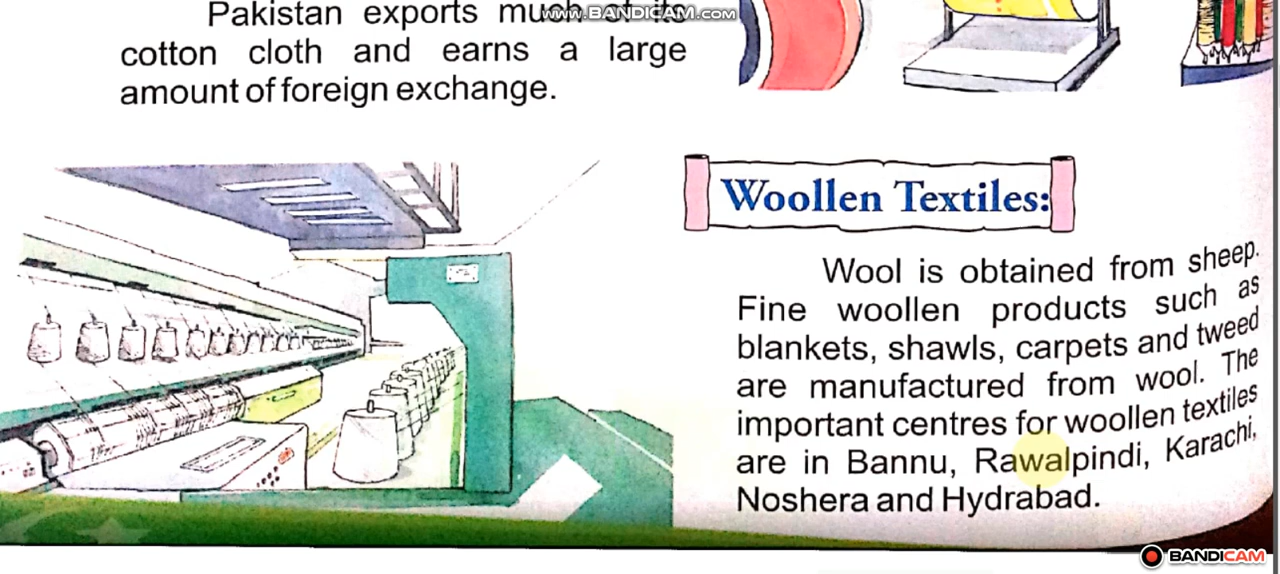 Pakistan exports much of its
cotton cloth and earns a large
amount of foreign exchange.
www.BANDICAM.com
Woollen Textiles:
Wool is obtained from sheep.
Fine woollen products such as
blankets, shawls, carpets and tweed
are manufactured from wool. The
important centres for woollen textiles
are in Bannu, Rawalpindi, Karachi,
Noshera and Hydrabad.
BANDICAM